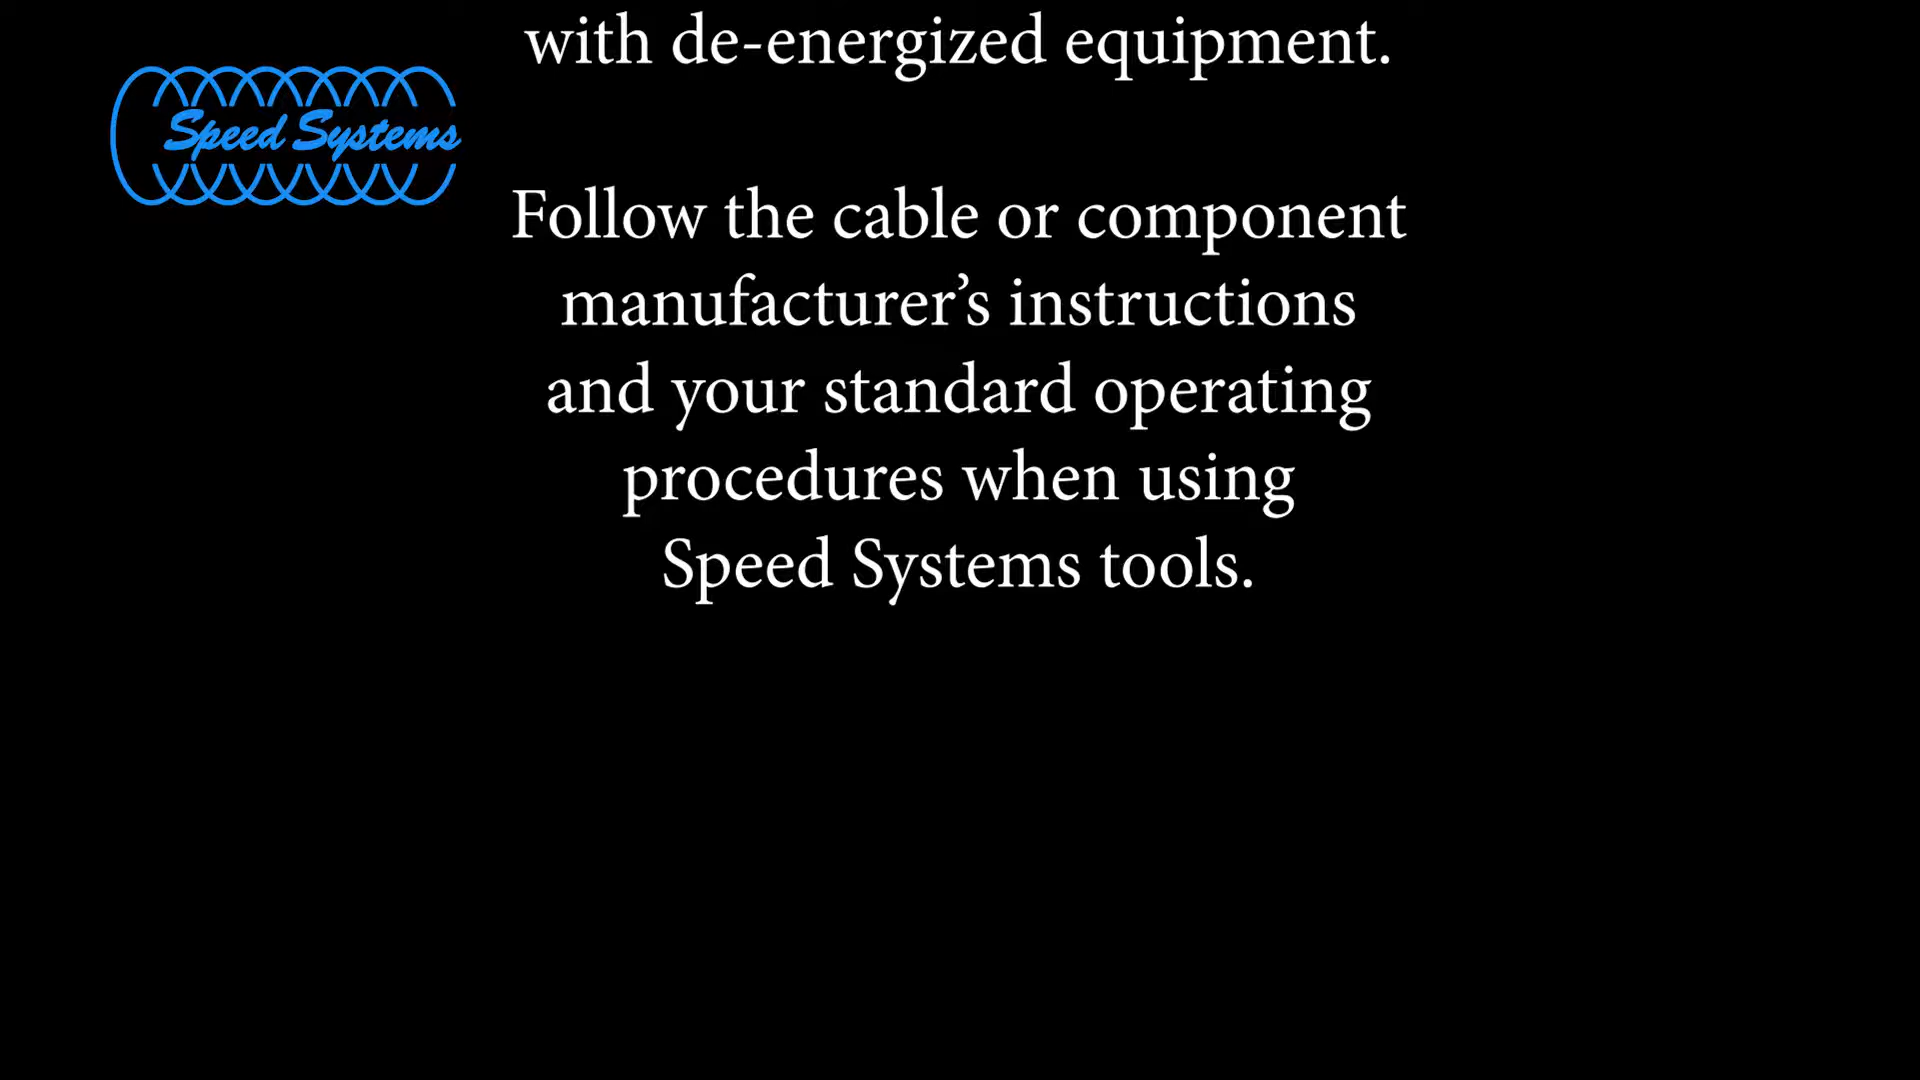 with de-energized equipment.
Speed Systems
Follow the cable or component
manufacturer’s instructions
and your standard operating
procedures when using
Speed Systems tools.